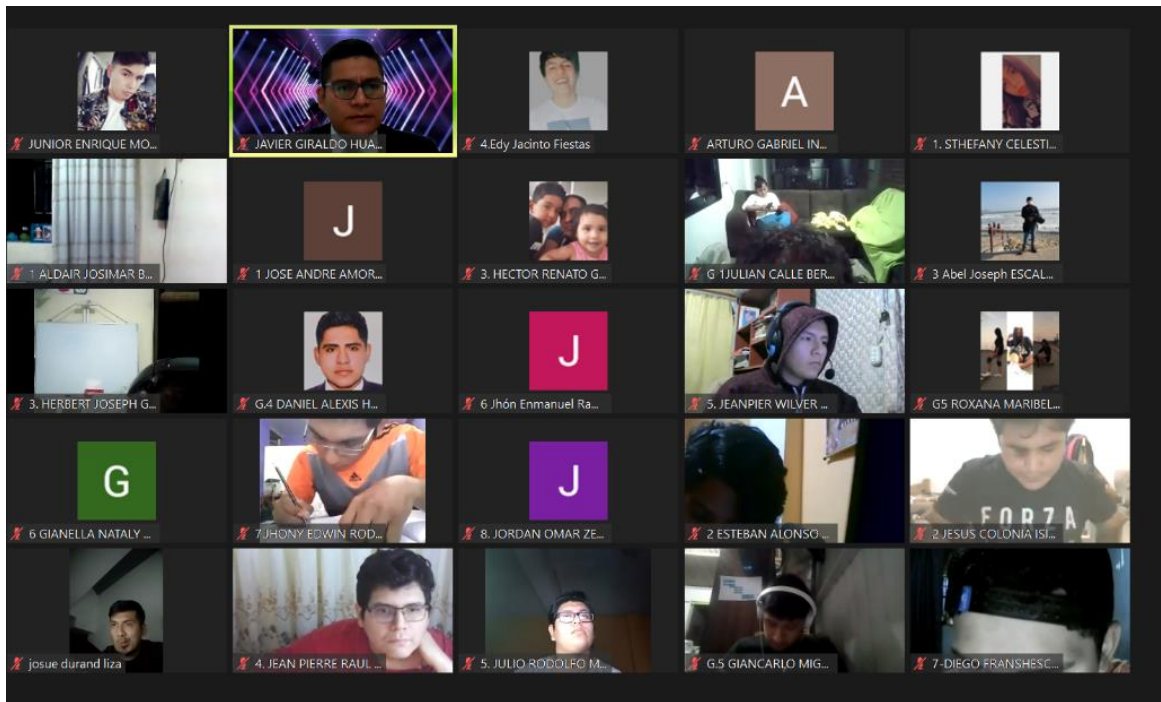 JUNIOR ENRIQUE MO...
JAVIER GIRALDO HUA...
4.Edy Jacinto Fiestas
A
ARTURO GABRIEL IN...
1. STHEFANY CELESTI...
1 ALDAIR JOSIMAR B...
J
1 JOSE ANDRE AMOR...
3. HECTOR RENATO G...
G 1JULIAN CALLE BER...
3 Abel Joseph ESCAL...
3. HERBERT JOSEPH G...
G.4 DANIEL ALEXIS H...
J
6 Jhón Enmanuel Ra...
5. JEANPIER WILVER ...
G5 ROXANA MARIBEL...
G
6 GIANELLA NATALY ...
7.JHONY EDWIN ROD...
J
8. JORDAN OMAR ZE...
2 ESTEBAN ALONSO ...
FORZA
2 JESUS COLONIA ISI...
josue durand liza
4. JEAN PIERRE RAUL ...
5. JULIO RODOLFO M...
G.5 GIANCARLO MIG...
7-DIEGO FRANSHESC...